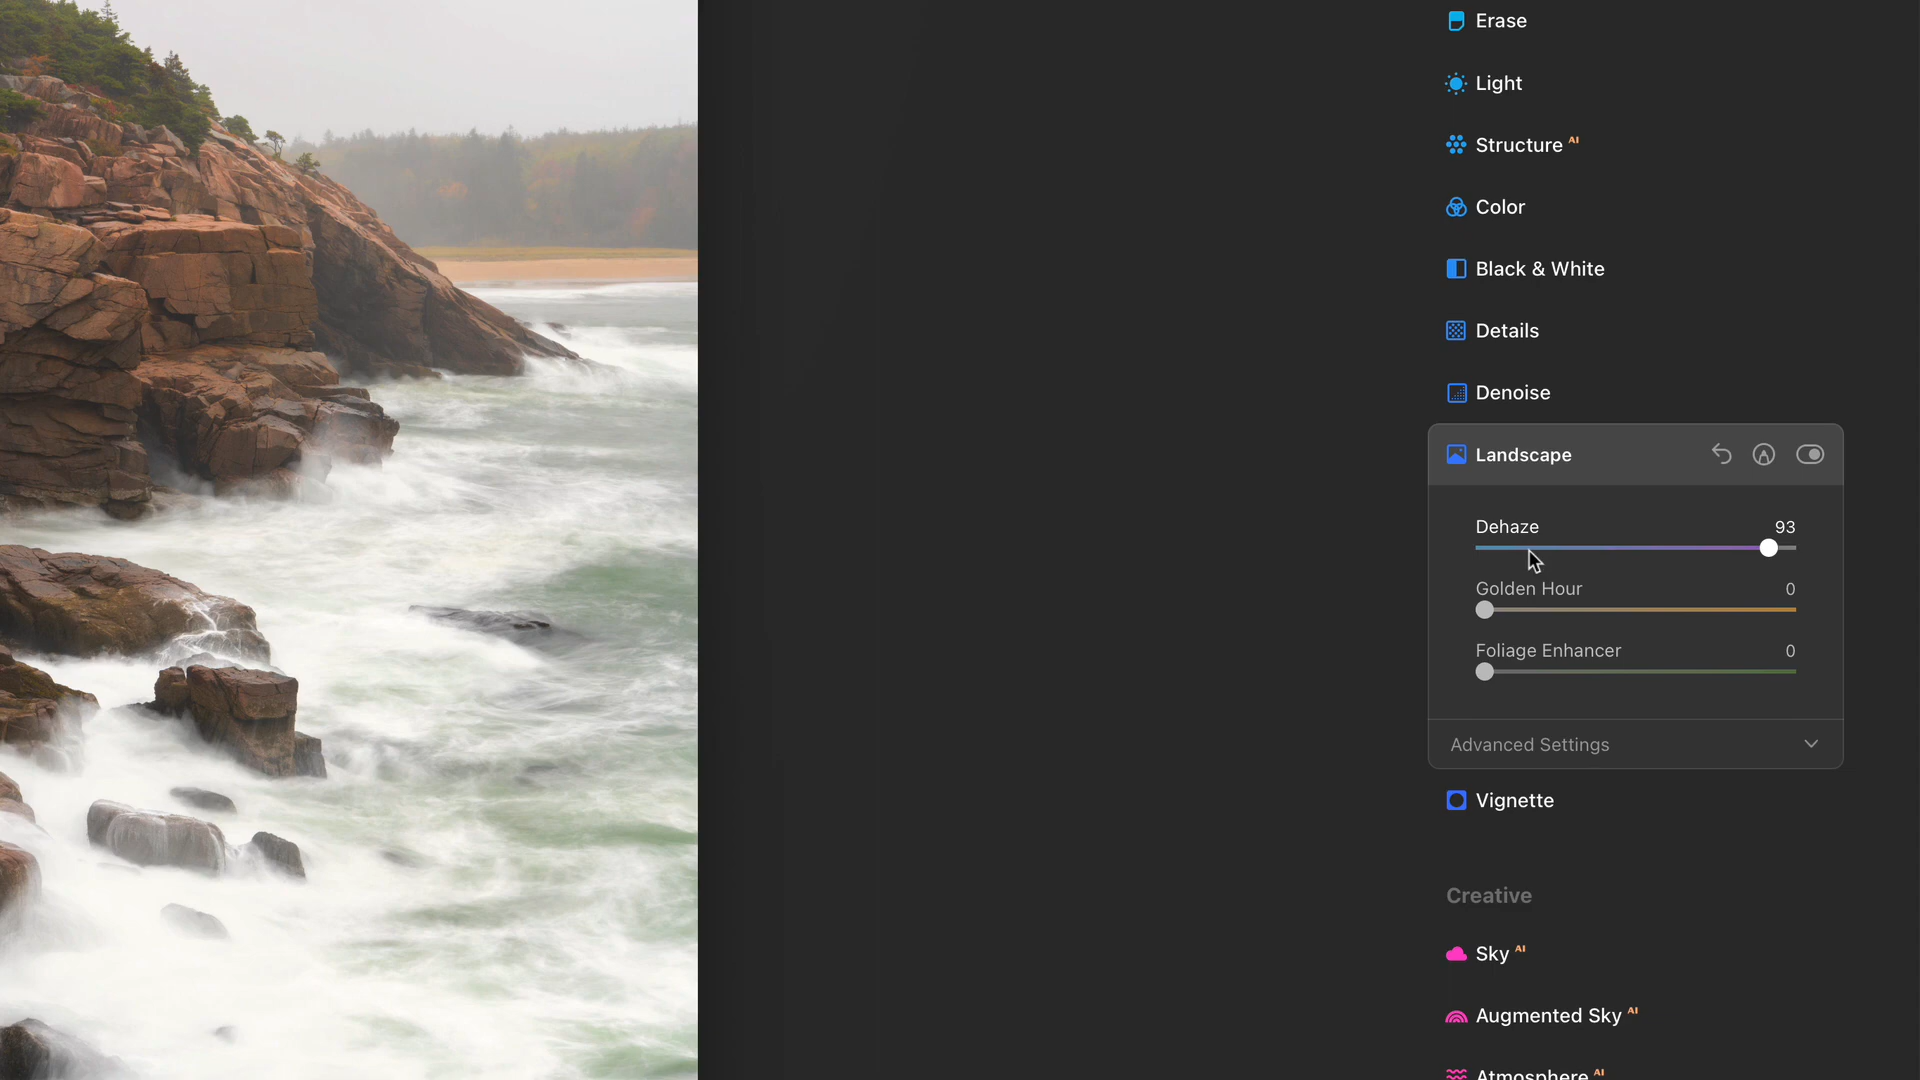 Erase
Light
Structure AI
Color
Black & White
Details
Denoise
Landscape
Dehaze 93
Golden Hour 0
Foliage Enhancer 0
Advanced Settings
Vignette
Creative
Sky AI
Augmented Sky AI
Atmosphere AI